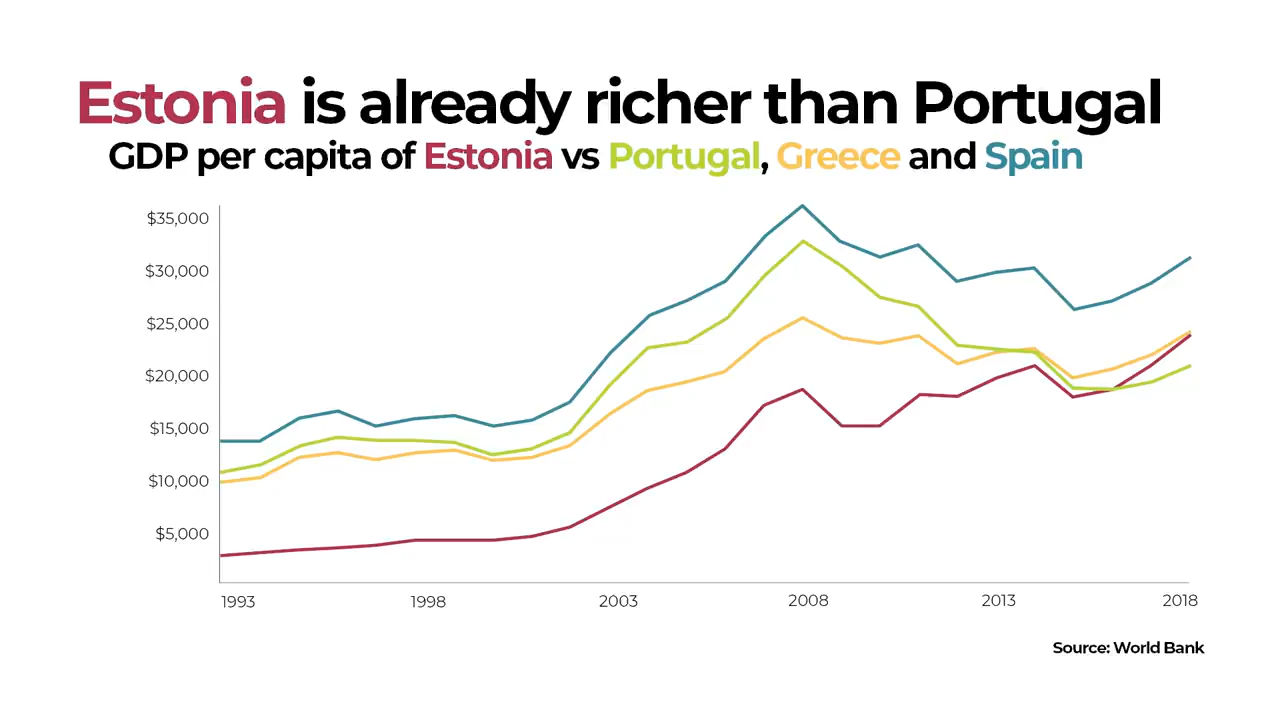 Estonia is already richer than Portugal
GDP per capita of Estonia vs Portugal, Greece and Spain
$35,000
$30,000
$25,000
$20,000
$15,000
$10,000
$5,000
1993 1998 2003 2008 2013 2018
Source: World Bank